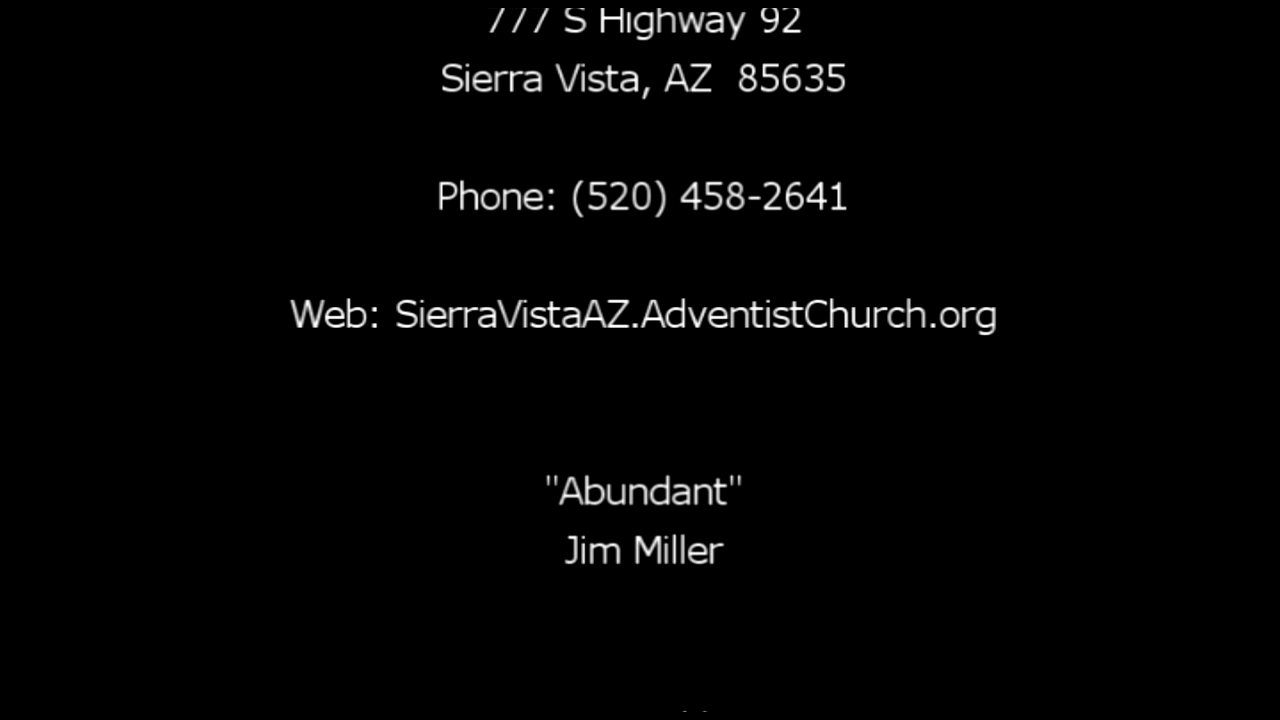 777 S Highway 92
Sierra Vista, AZ  85635
Phone: (520) 458-2641
Web: SierraVistaAZ.AdventistChurch.org
"Abundant"
Jim Miller